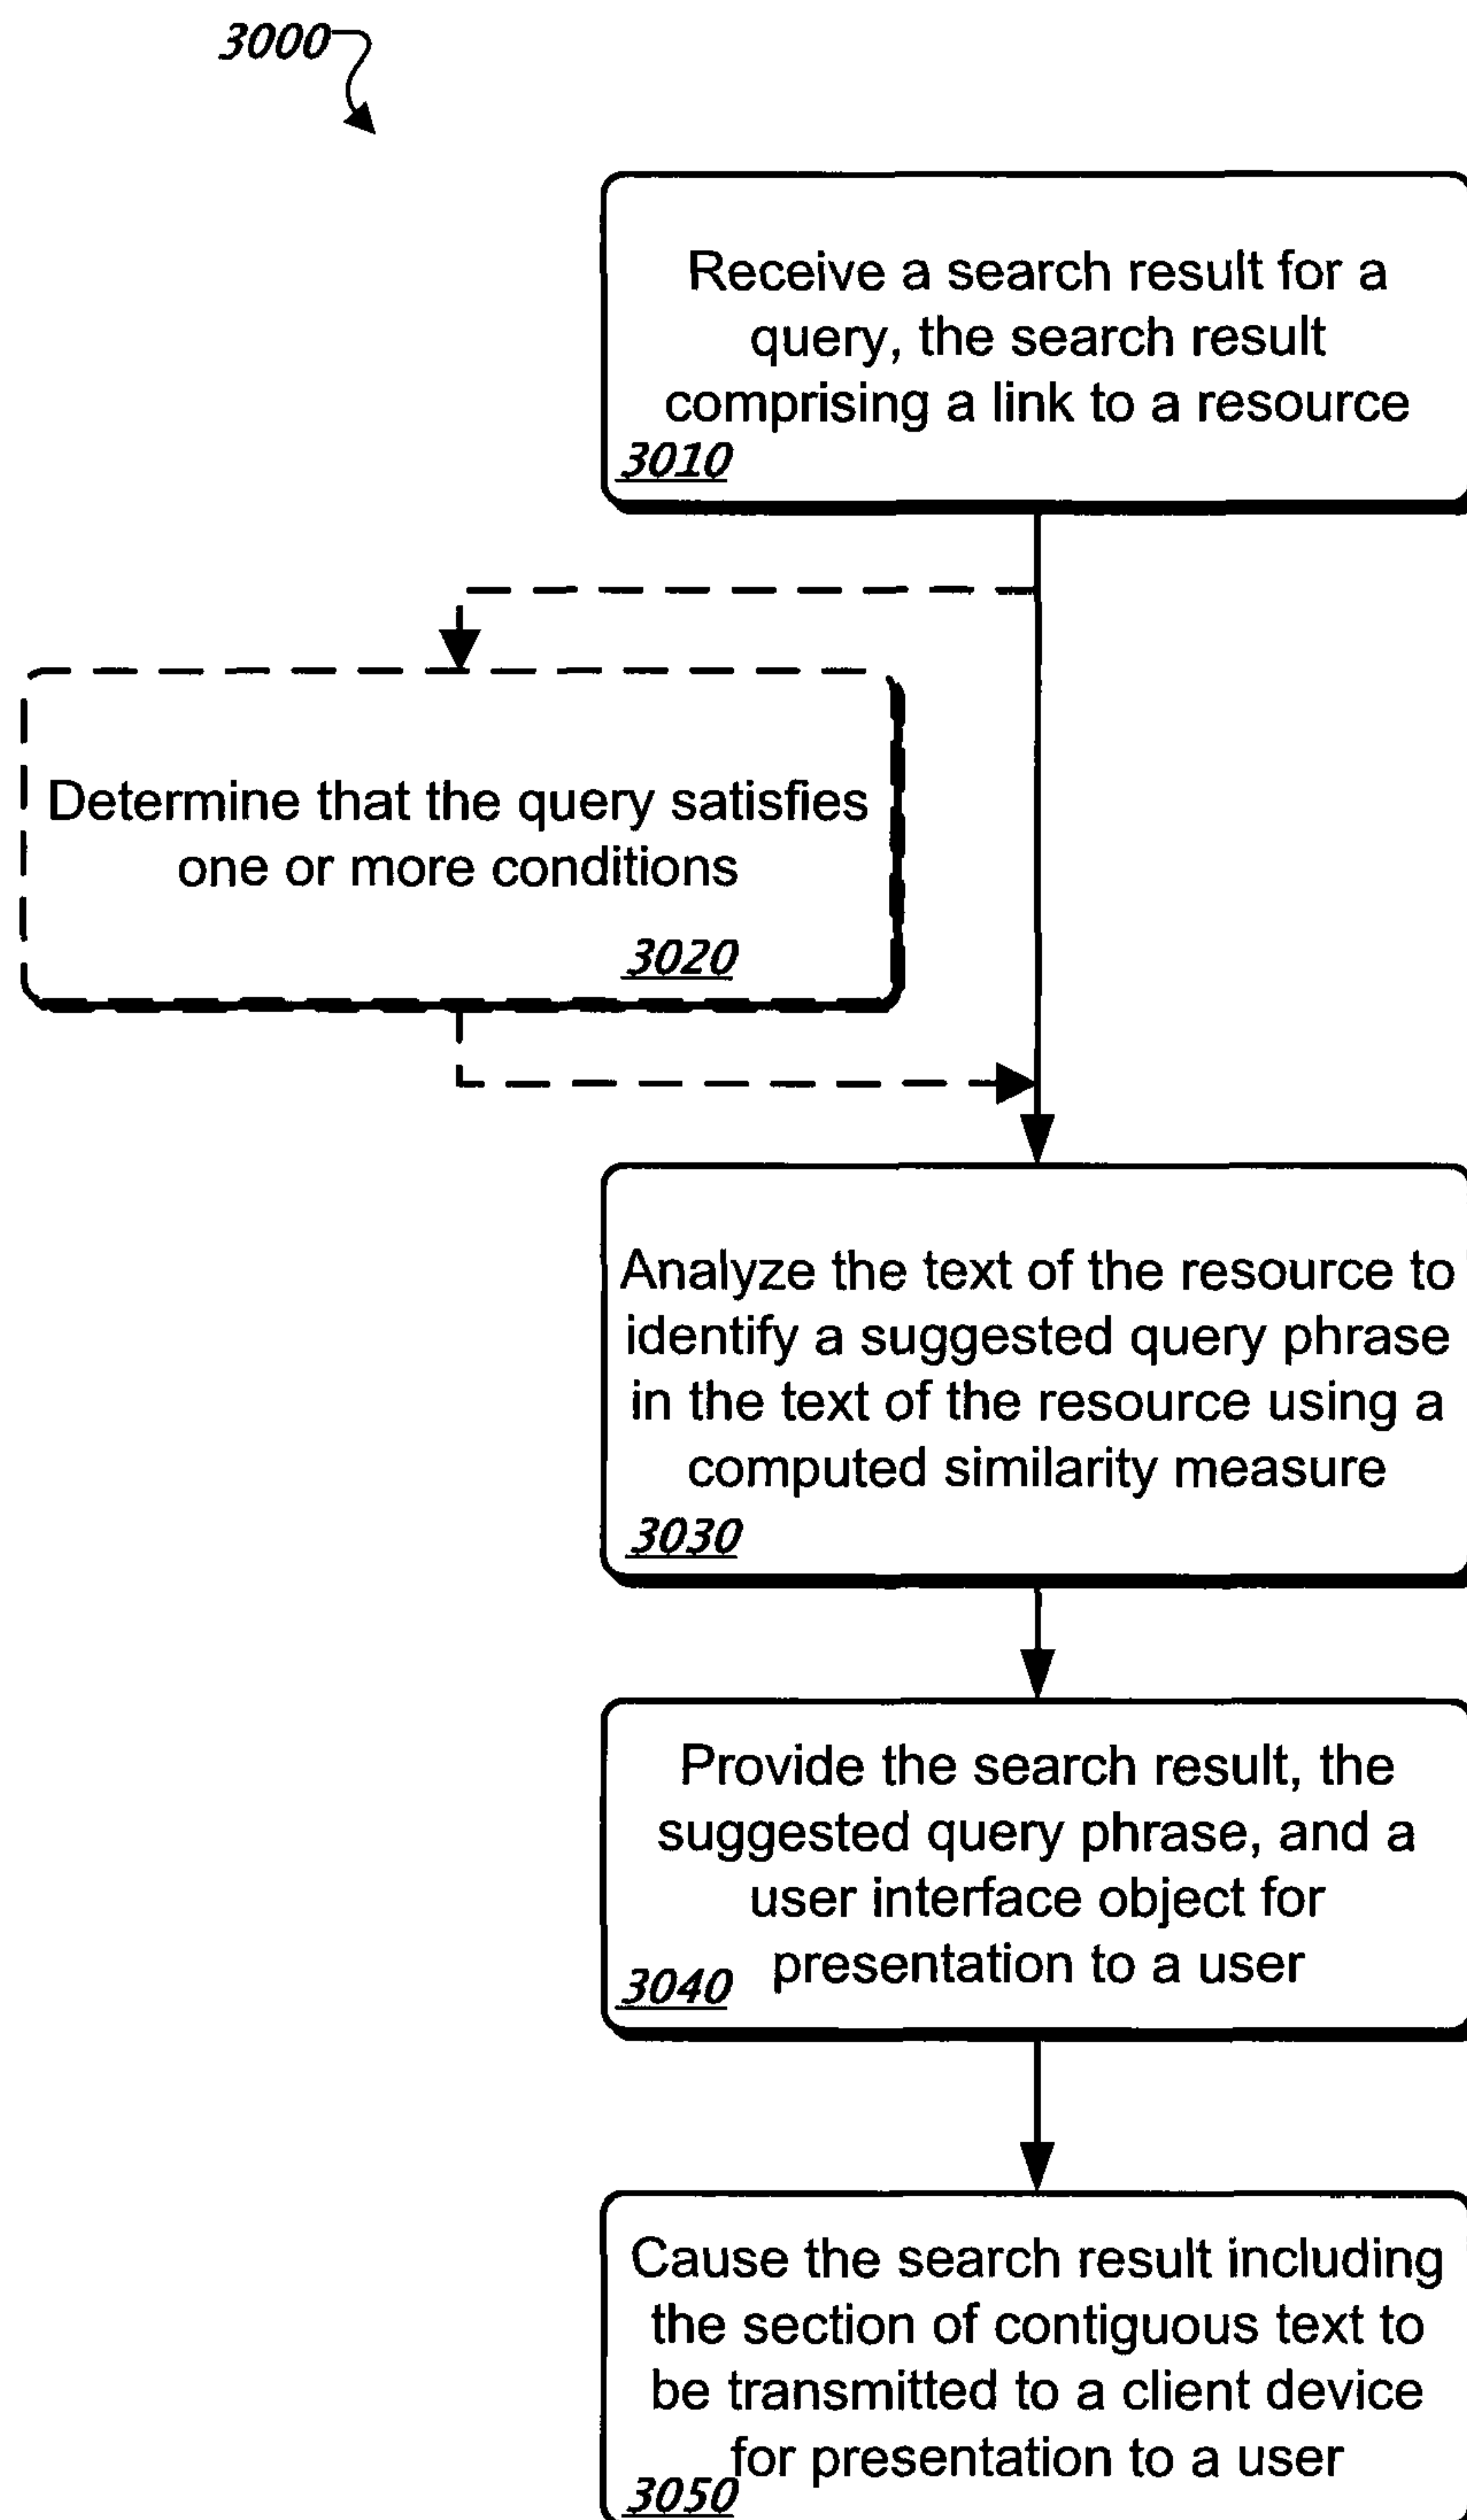 3000
Receive a search result for a
query, the search result
comprising a link to a resource
3010
Determine that the query satisfies
one or more conditions
3020
Analyze the text of the resource to
identify a suggested query phrase
in the text of the resource using a
computed similarity measure
3030
Provide the search result, the
suggested query phrase, and a
user interface object for
presentation to a user
3040
Cause the search result including
the section of contiguous text to
be transmitted to a client device
for presentation to a user
3050